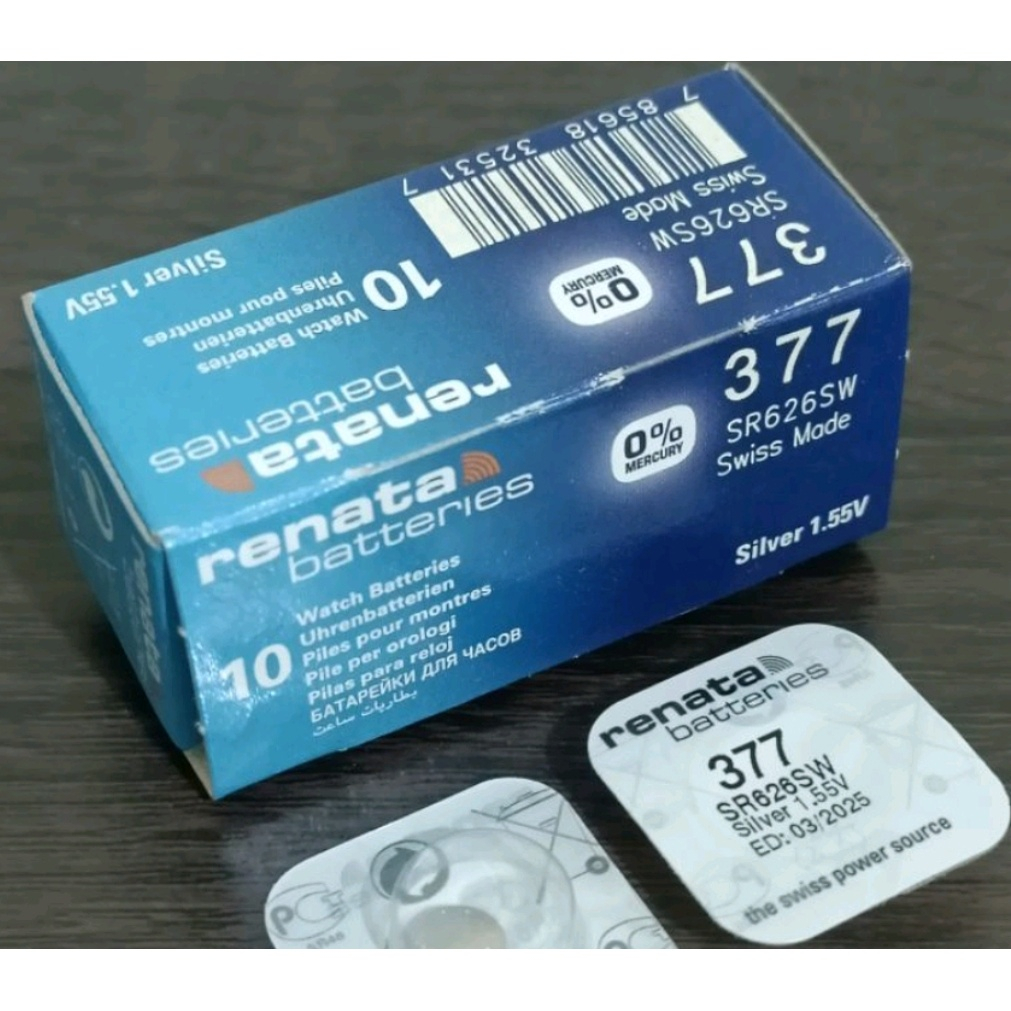 7 85618 32531 7
377
SR626SW
Swiss Made
0%
MERCURY
Silver 1.55V
10
Watch Batteries
Uhrenbatterien
Piles pour montres
renata
batteries
renata
batteries
377
SR626SW
Swiss Made
0%
MERCURY
Silver 1.55V
10
Watch Batteries
Uhrenbatterien
Piles pour montres
Pile per orologi
Pilas para reloj
БАТАРЕЙКИ ДЛЯ ЧАСОВ
بطاريات ساعت
renata
batteries
377
SR626SW
Silver 1.55V
ED: 03/2025
the swiss power source